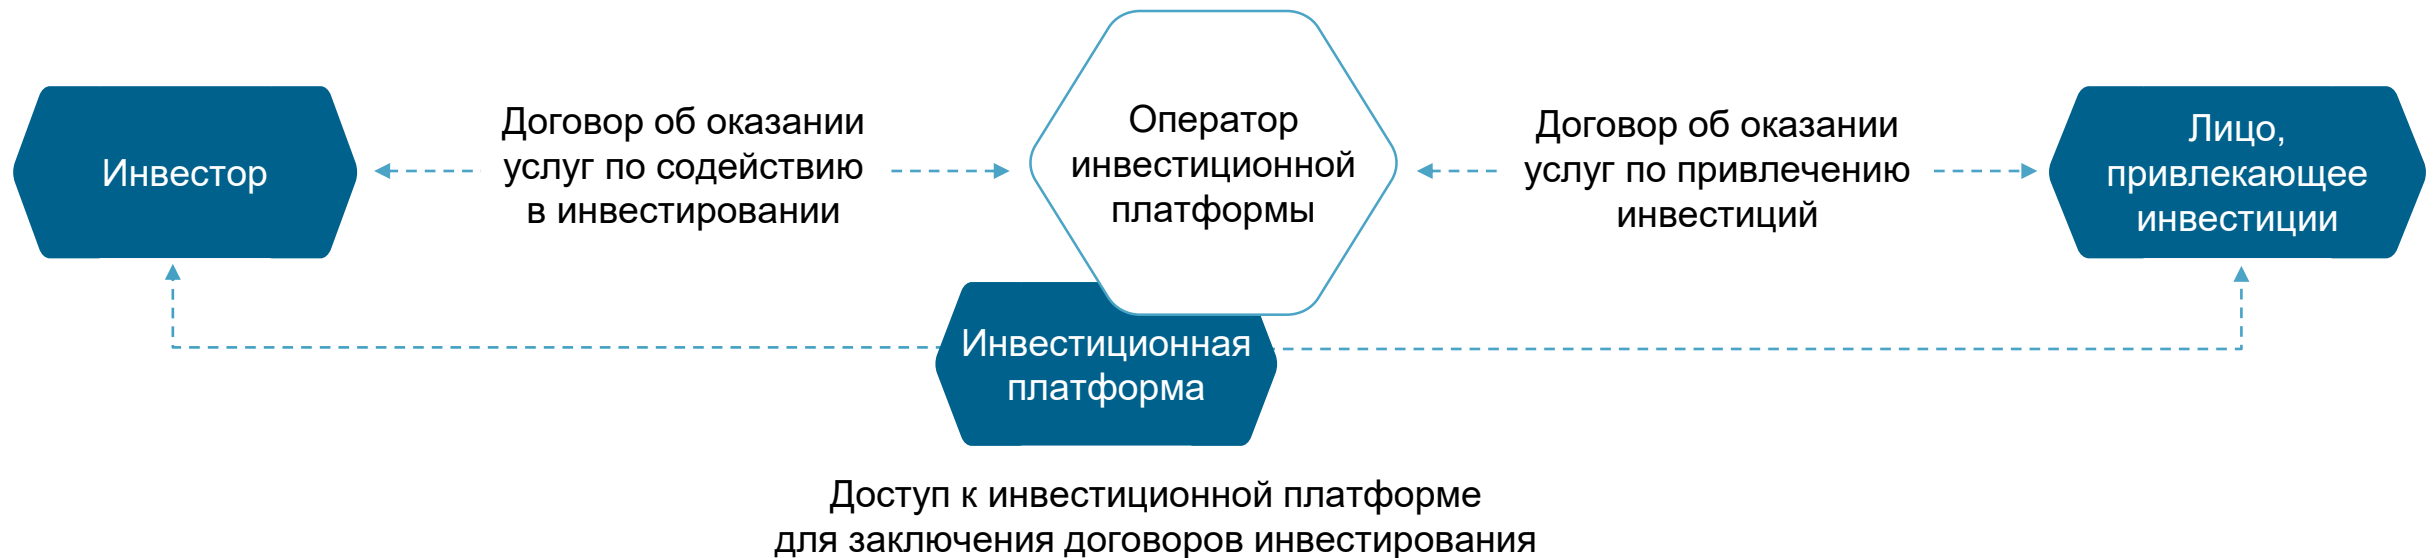 Инвестор
Договор об оказании
услуг по содействию
в инвестировании
Оператор
инвестиционной
платформы
Договор об оказании
услуг по привлечению
инвестиций
Лицо,
привлекающее
инвестиции
Инвестиционная
платформа
Доступ к инвестиционной платформе
для заключения договоров инвестирования